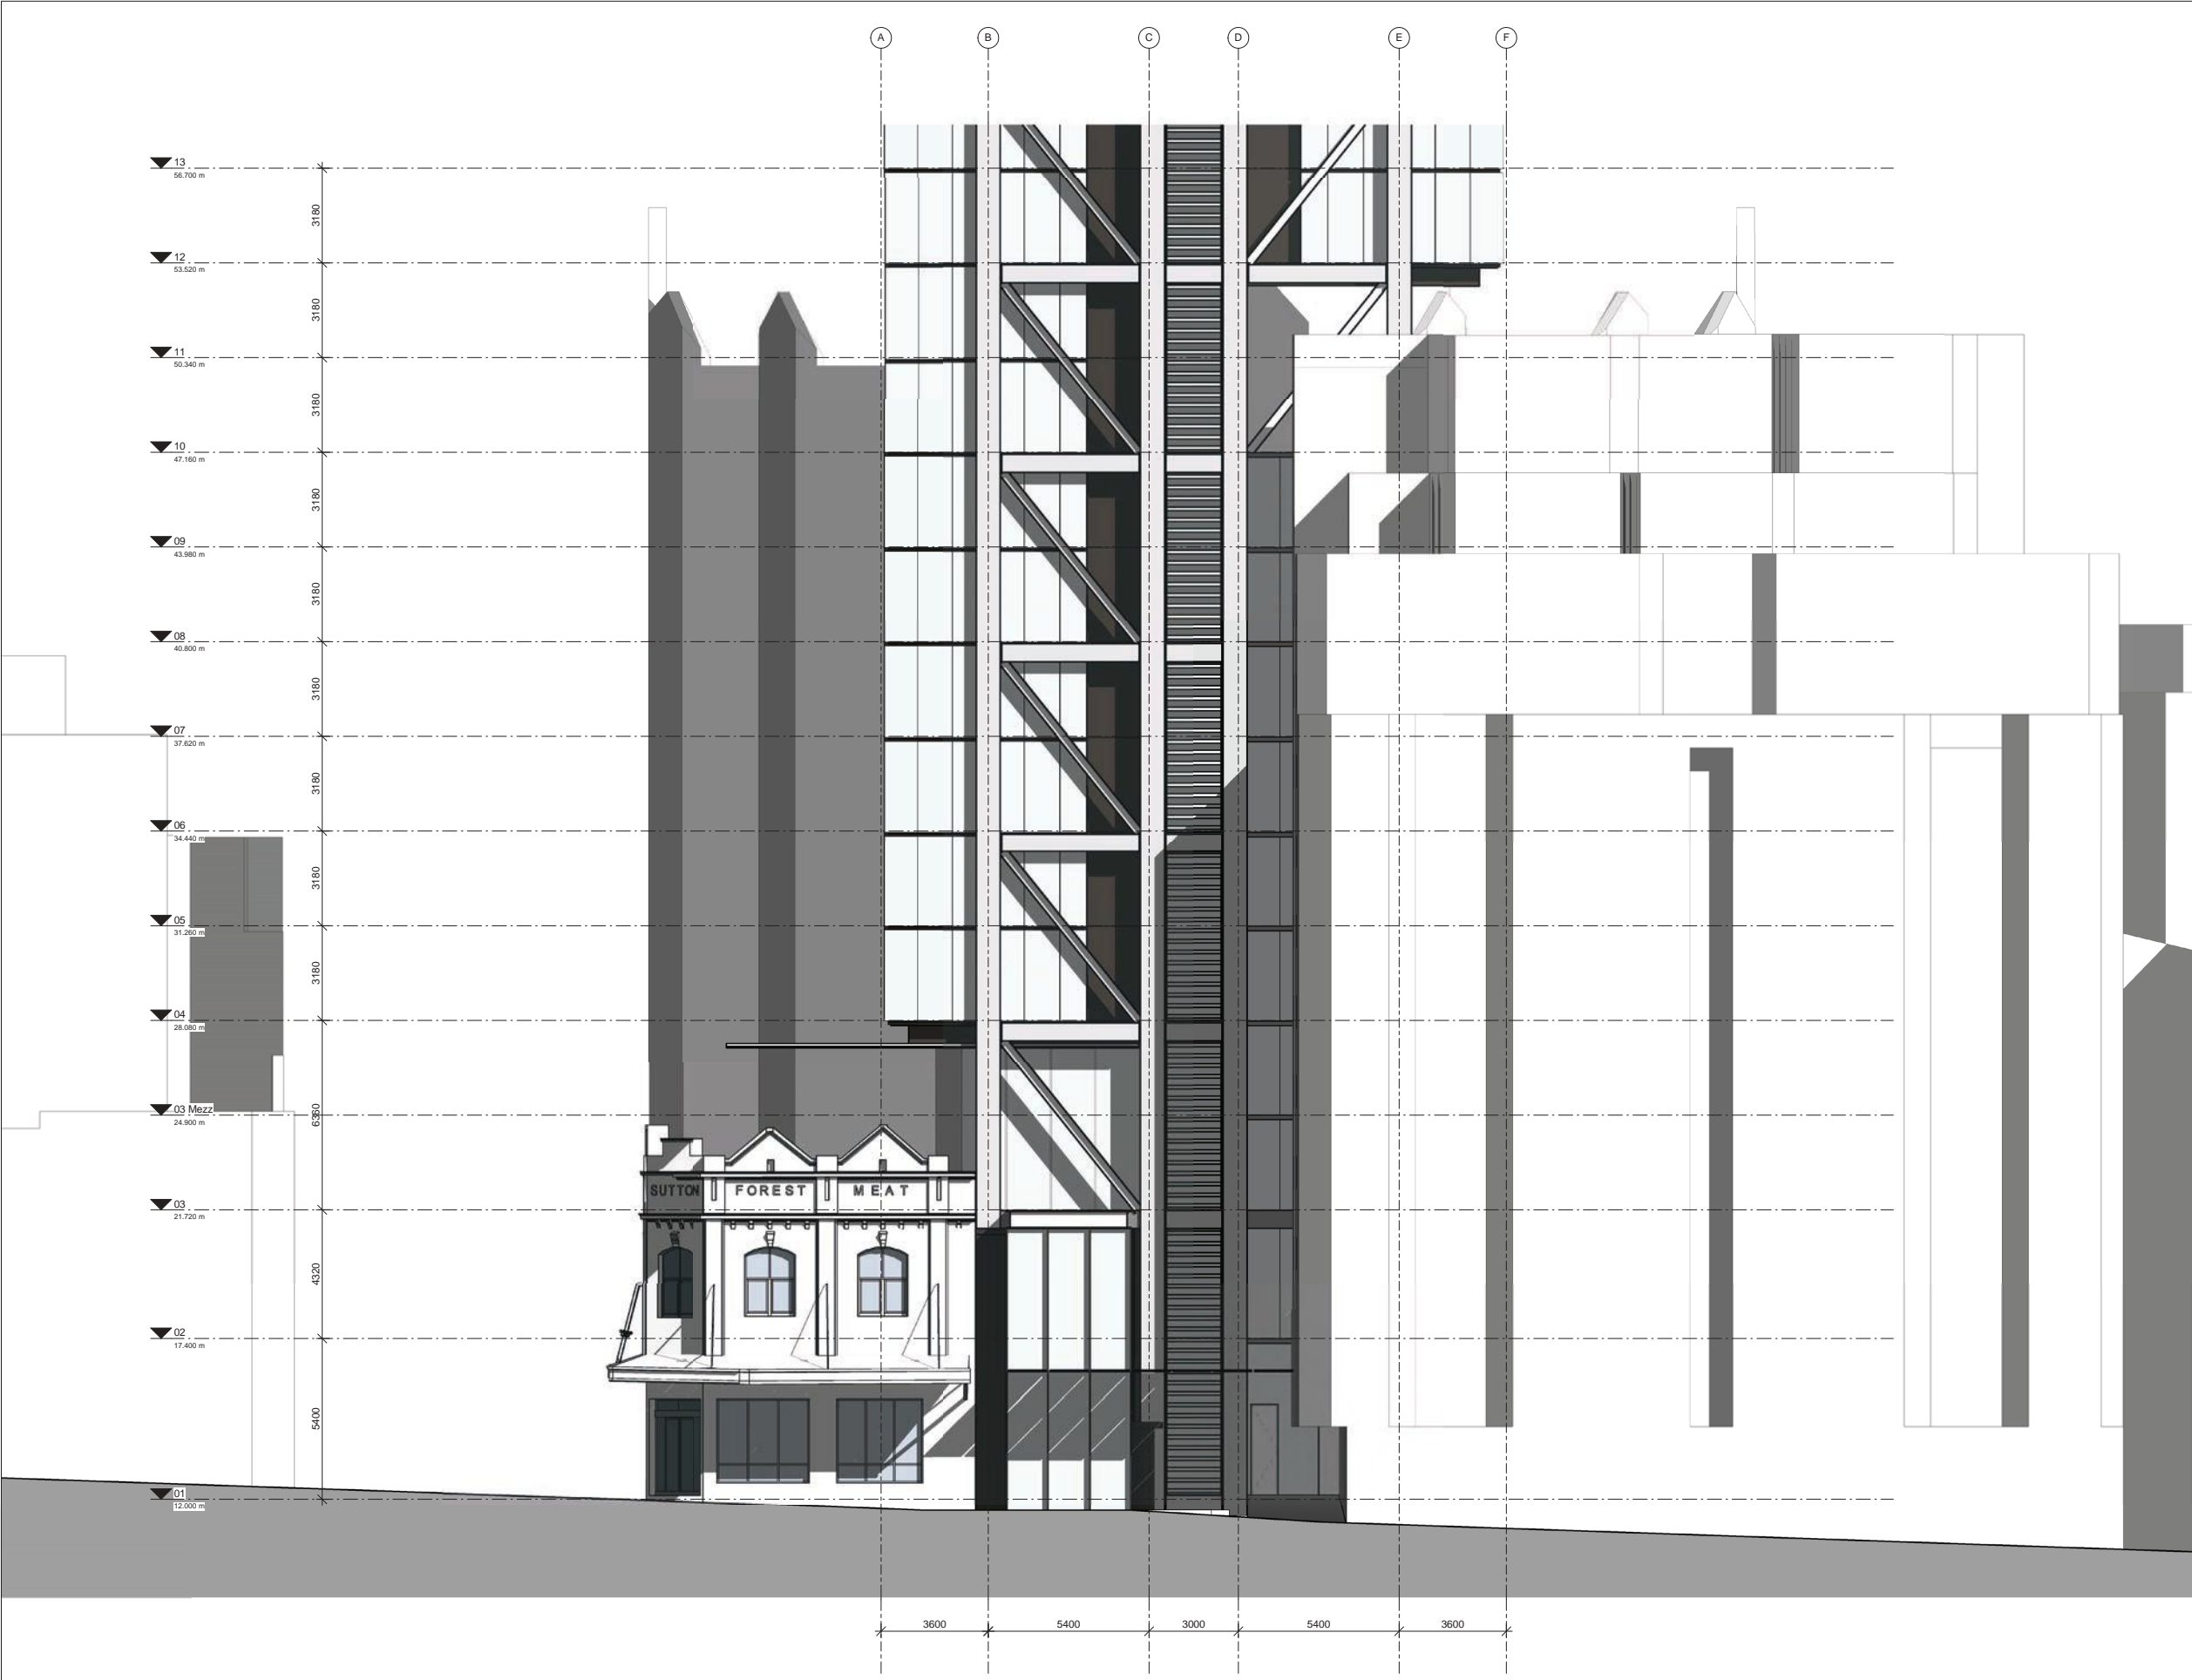 A B C D E F
13
56.700 m
3180
12
53.520 m
3180
11
50.340 m
3180
10
47.160 m
3180
09
43.980 m
3180
08
40.800 m
3180
07
37.620 m
3180
06
34.440 m
3180
05
31.260 m
3180
04
28.080 m
03 Mezz
24.900 m
6360
SUTTON FOREST MEAT
03
21.720 m
4320
02
17.400 m
5400
01
12.000 m
3600 5400 3000 5400 3600